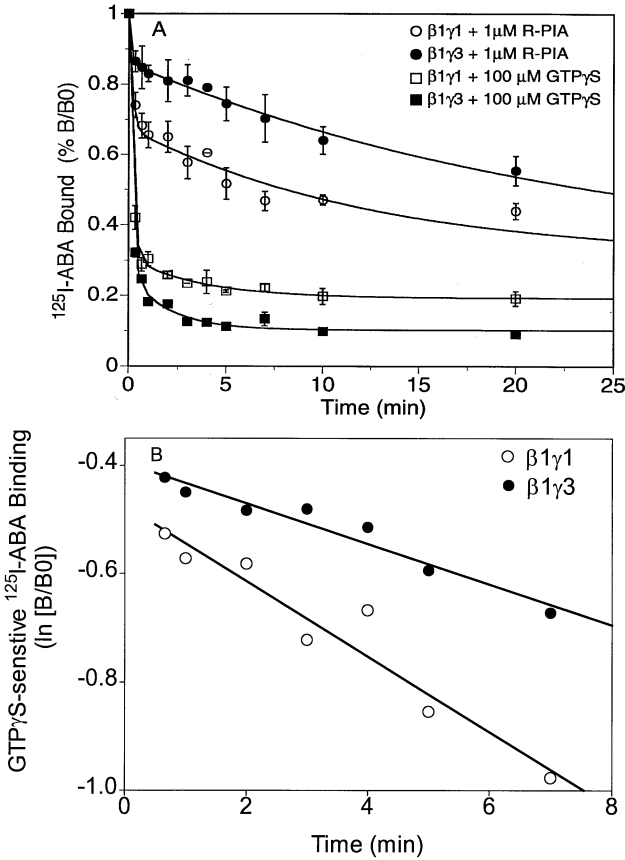 A
β1γ1 + 1μM R-PIA
β1γ3 + 1μM R-PIA
β1γ1 + 100 μM GTPγS
β1γ3 + 100 μM GTPγS
1
0.8
0.6
0.4
0.2
0
125I-ABA Bound (% B/B0)
0 5 10 15 20 25
Time (min)
B
β1γ1
β1γ3
-0.4
-0.6
-0.8
-1.0
GTPγS-senstive 125I-ABA Binding
(ln [B/B0])
0 2 4 6 8
Time (min)